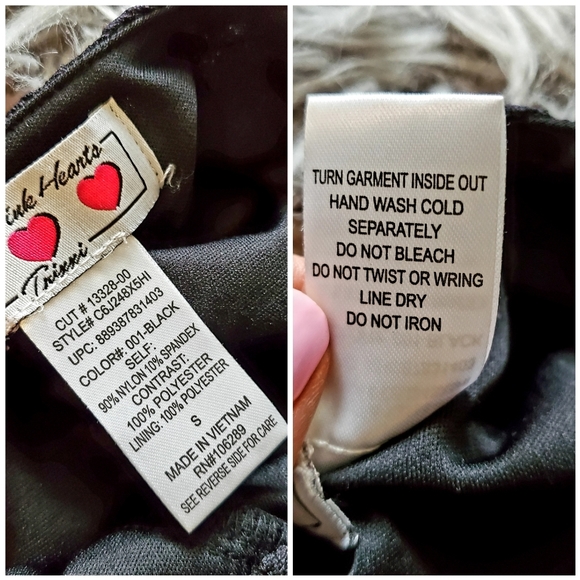 ink Hearts
Trixxi
CUT # 13328-00
STYLE# C6J248X5HI
UPC: 889387831403
COLOR#: 001-BLACK
SELF:
90% NYLON 10% SPANDEX
CONTRAST:
100% POLYESTER
LINING: 100% POLYESTER
S
MADE IN VIETNAM
RN#106289
SEE REVERSE SIDE FOR CARE
TURN GARMENT INSIDE OUT
HAND WASH COLD
SEPARATELY
DO NOT BLEACH
DO NOT TWIST OR WRING
LINE DRY
DO NOT IRON